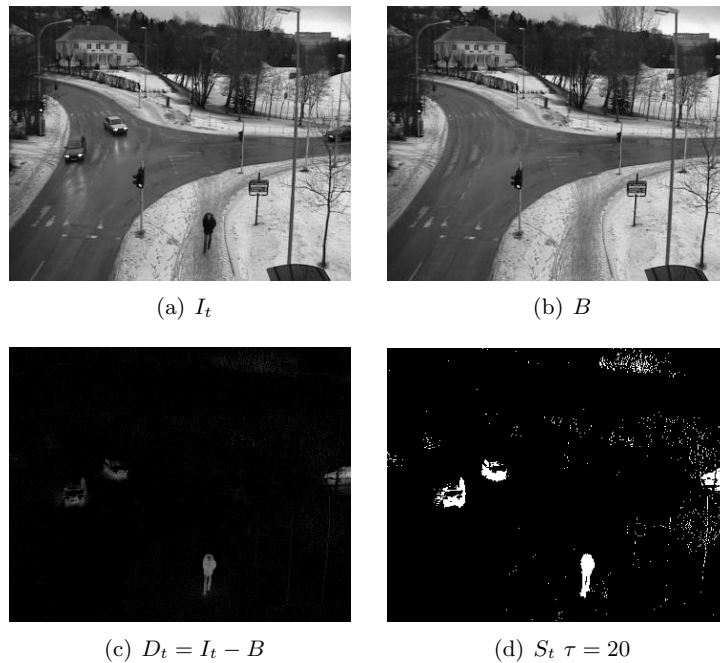 (a) I_t
(b) B
(c) D_t = I_t − B
(d) S_t τ = 20